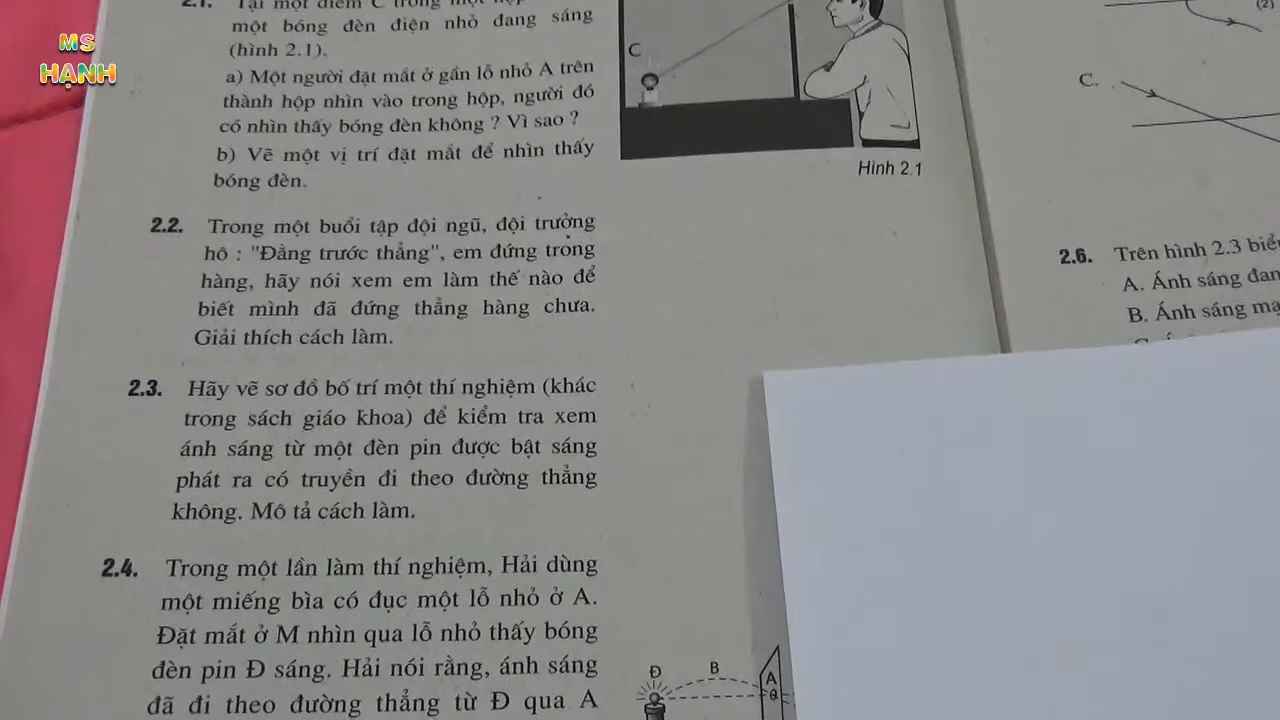 MS
HẠNH
2.1. Tại một điểm C trong một hộp
một bóng đèn điện nhỏ đang sáng
(hình 2.1).
a) Một người đặt mắt ở gần lỗ nhỏ A trên
thành hộp nhìn vào trong hộp, người đó
có nhìn thấy bóng đèn không ? Vì sao ?
b) Vẽ một vị trí đặt mắt để nhìn thấy
bóng đèn.
C
Hình 2.1
2.2. Trong một buổi tập đội ngũ, đội trưởng
hô : "Đằng trước thẳng", em đứng trong
hàng, hãy nói xem em làm thế nào để
biết mình đã đứng thẳng hàng chưa.
Giải thích cách làm.
2.3. Hãy vẽ sơ đồ bố trí một thí nghiệm (khác
trong sách giáo khoa) để kiểm tra xem
ánh sáng từ một đèn pin được bật sáng
phát ra có truyền đi theo đường thẳng
không. Mô tả cách làm.
2.4. Trong một lần làm thí nghiệm, Hải dùng
một miếng bìa có đục một lỗ nhỏ ở A.
Đặt mắt ở M nhìn qua lỗ nhỏ thấy bóng
đèn pin Đ sáng. Hải nói rằng, ánh sáng
đã đi theo đường thẳng từ Đ qua A
Đ B A
(2)
C.
2.6. Trên hình 2.3
A. Ánh sáng
B. Ánh sáng